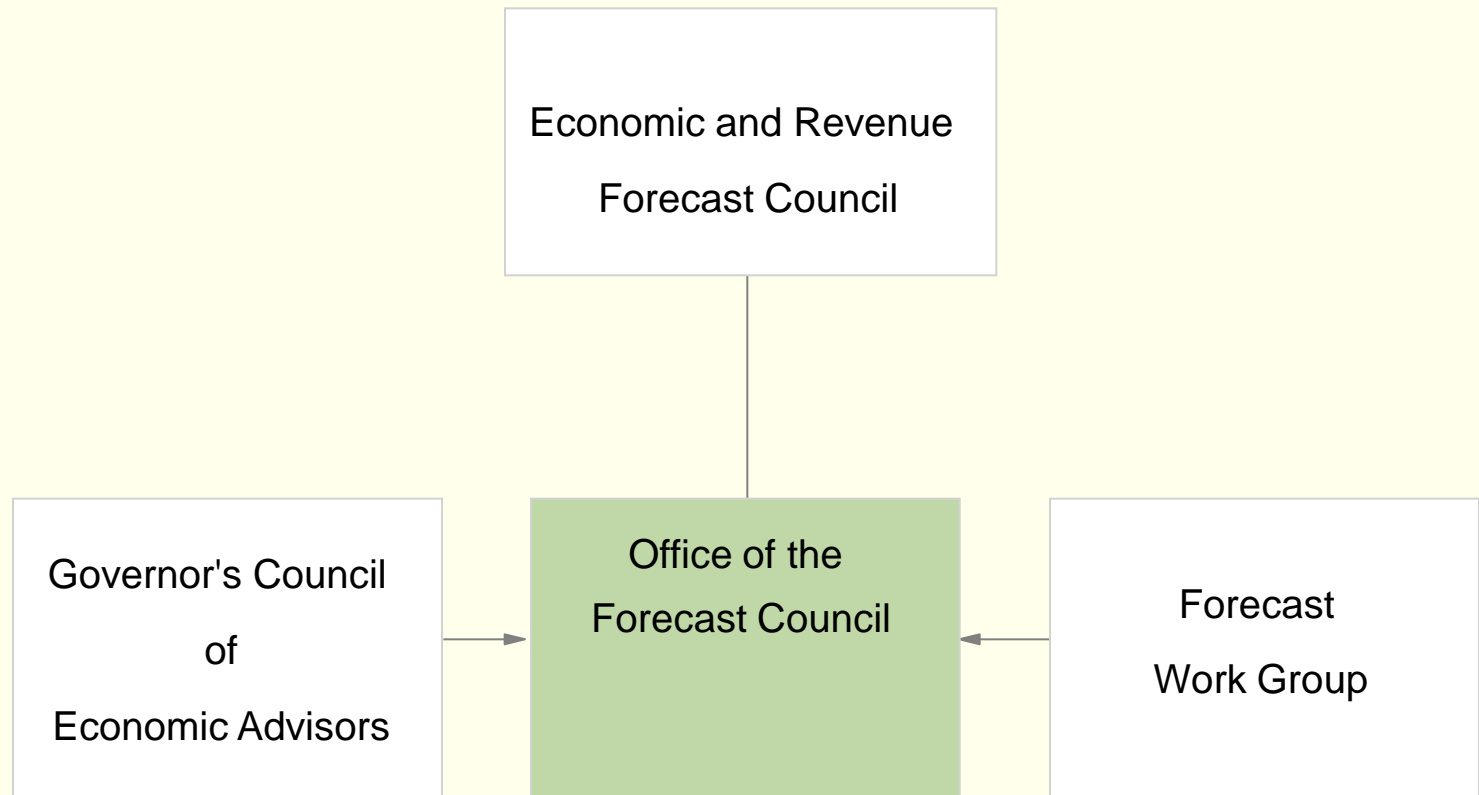 Economic and Revenue
Forecast Council
Governor's Council
of
Economic Advisors
Office of the
Forecast Council
Forecast
Work Group